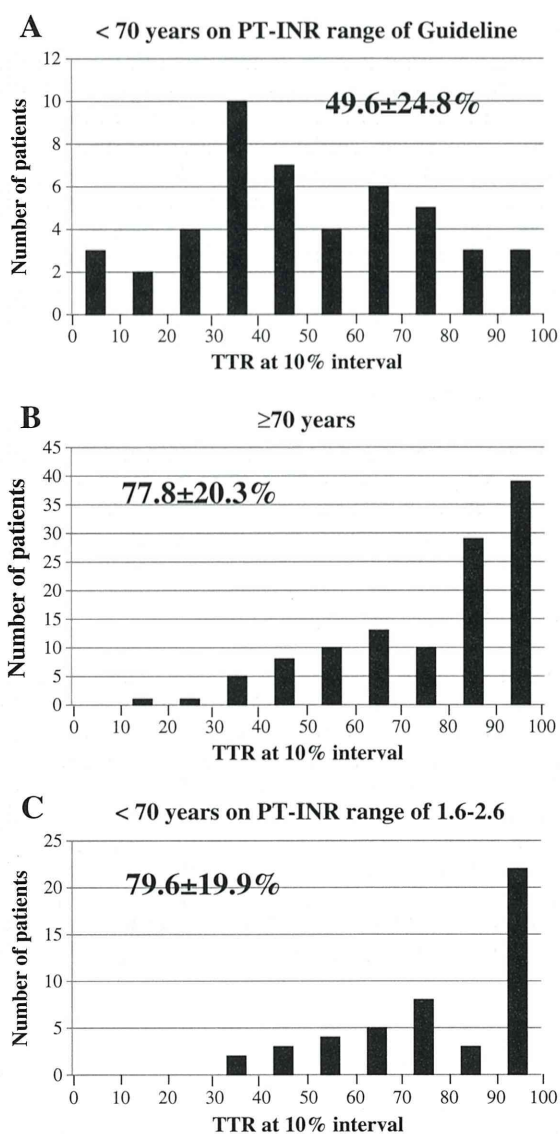 A
< 70 years on PT-INR range of Guideline
12
10
8
6
4
2
0
Number of patients
49.6±24.8%
0 10 20 30 40 50 60 70 80 90 100
TTR at 10% interval
B
≥70 years
45
40
35
30
25
20
15
10
5
0
Number of patients
77.8±20.3%
0 10 20 30 40 50 60 70 80 90 100
TTR at 10% interval
C
< 70 years on PT-INR range of 1.6-2.6
25
20
15
10
5
0
Number of patients
79.6±19.9%
0 10 20 30 40 50 60 70 80 90 100
TTR at 10% interval